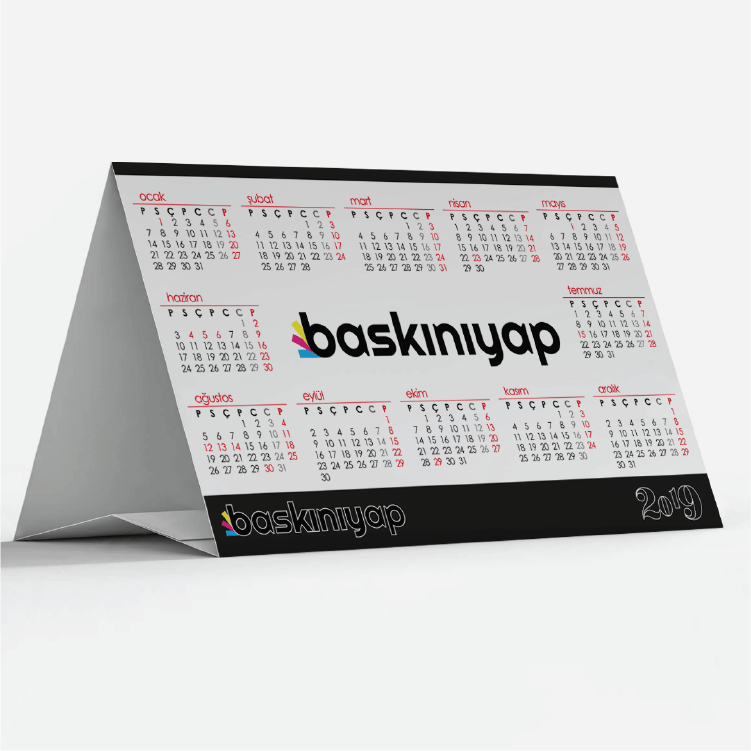 ocak
P S Ç P C C P
1 2 3 4 5 6
7 8 9 10 11 12 13
14 15 16 17 18 19 20
21 22 23 24 25 26 27
28 29 30 31
şubat
P S Ç P C C P
1 2 3
4 5 6 7 8 9 10
11 12 13 14 15 16 17
18 19 20 21 22 23 24
25 26 27 28
mart
P S Ç P C C P
1 2 3
4 5 6 7 8 9 10
11 12 13 14 15 16 17
18 19 20 21 22 23 24
25 26 27 28 29 30 31
nisan
P S Ç P C C P
1 2 3 4 5 6 7
8 9 10 11 12 13 14
15 16 17 18 19 20 21
22 23 24 25 26 27 28
29 30
mayıs
P S Ç P C C P
1 2 3 4 5
6 7 8 9 10 11 12
13 14 15 16 17 18 19
20 21 22 23 24 25 26
27 28 29 30 31
haziran
P S Ç P C C P
1 2
3 4 5 6 7 8 9
10 11 12 13 14 15 16
17 18 19 20 21 22 23
24 25 26 27 28 29 30
baskınıyap
temmuz
P S Ç P C C P
1 2 3 4 5 6 7
8 9 10 11 12 13 14
15 16 17 18 19 20 21
22 23 24 25 26 27 28
29 30 31
ağustos
P S Ç P C C P
1 2 3 4
5 6 7 8 9 10 11
12 13 14 15 16 17 18
19 20 21 22 23 24 25
26 27 28 29 30 31
eylül
P S Ç P C C P
1
2 3 4 5 6 7 8
9 10 11 12 13 14 15
16 17 18 19 20 21 22
23 24 25 26 27 28 29
30
ekim
P S Ç P C C P
1 2 3 4 5 6
7 8 9 10 11 12 13
14 15 16 17 18 19 20
21 22 23 24 25 26 27
28 29 30 31
kasım
P S Ç P C C P
1 2 3
4 5 6 7 8 9 10
11 12 13 14 15 16 17
18 19 20 21 22 23 24
25 26 27 28 29 30
aralık
P S Ç P C C P
1
2 3 4 5 6 7 8
9 10 11 12 13 14 15
16 17 18 19 20 21 22
23 24 25 26 27 28 29
30 31
baskınıyap
2019